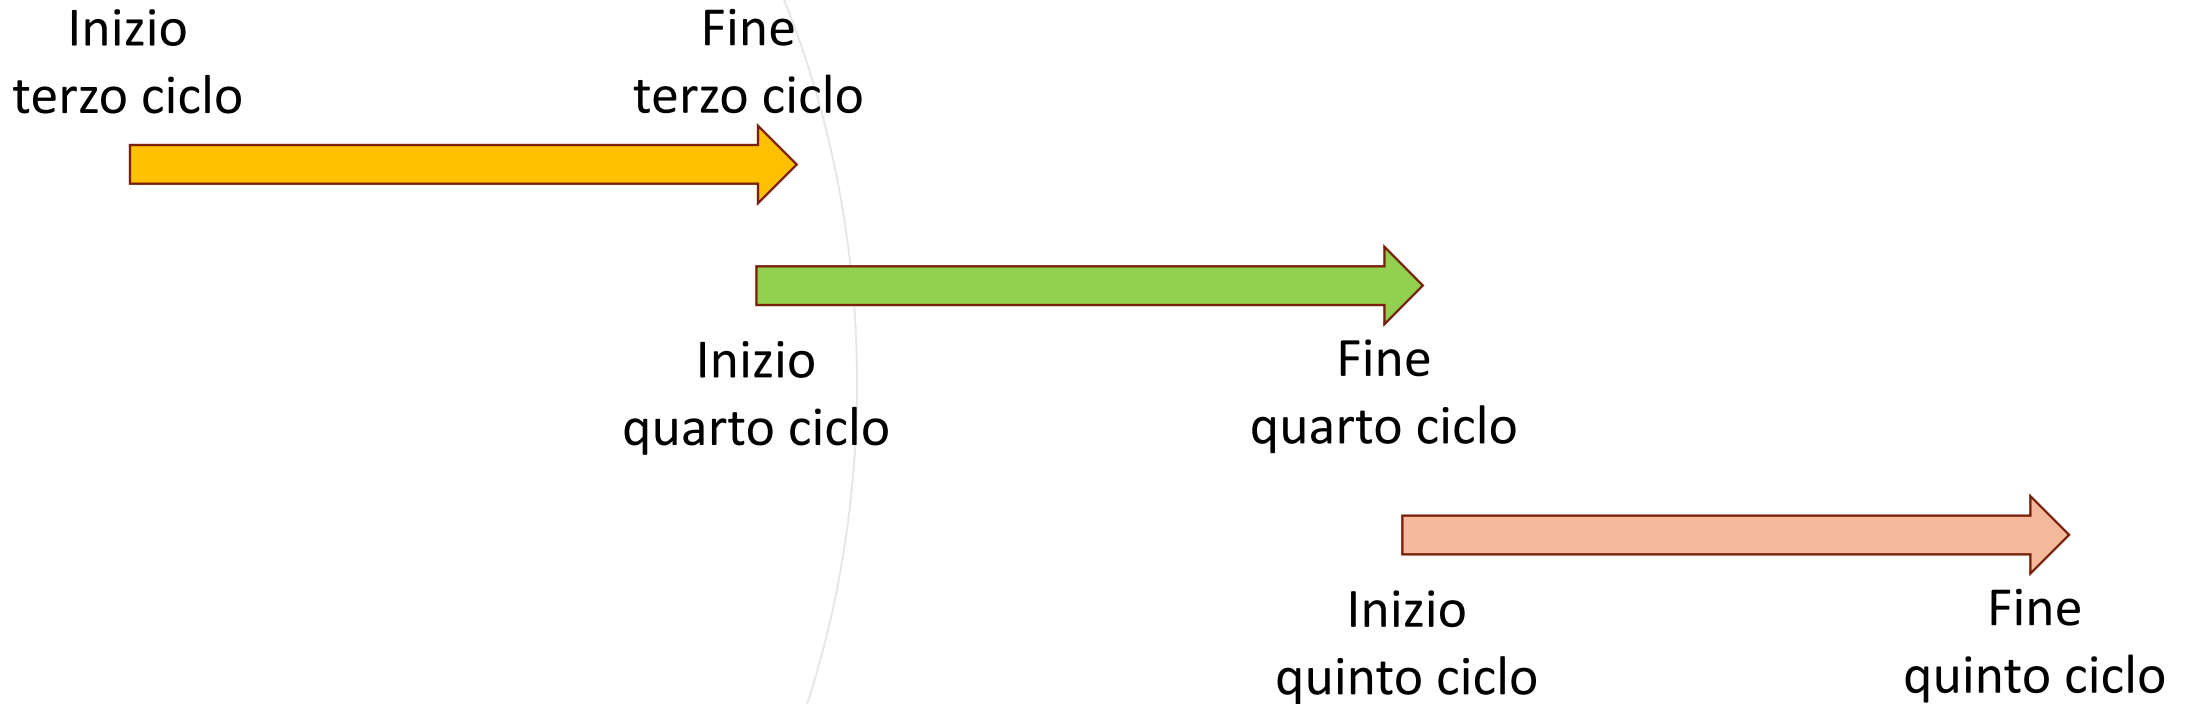 Inizio
terzo ciclo
Fine
terzo ciclo
Inizio
quarto ciclo
Fine
quarto ciclo
Inizio
quinto ciclo
Fine
quinto ciclo